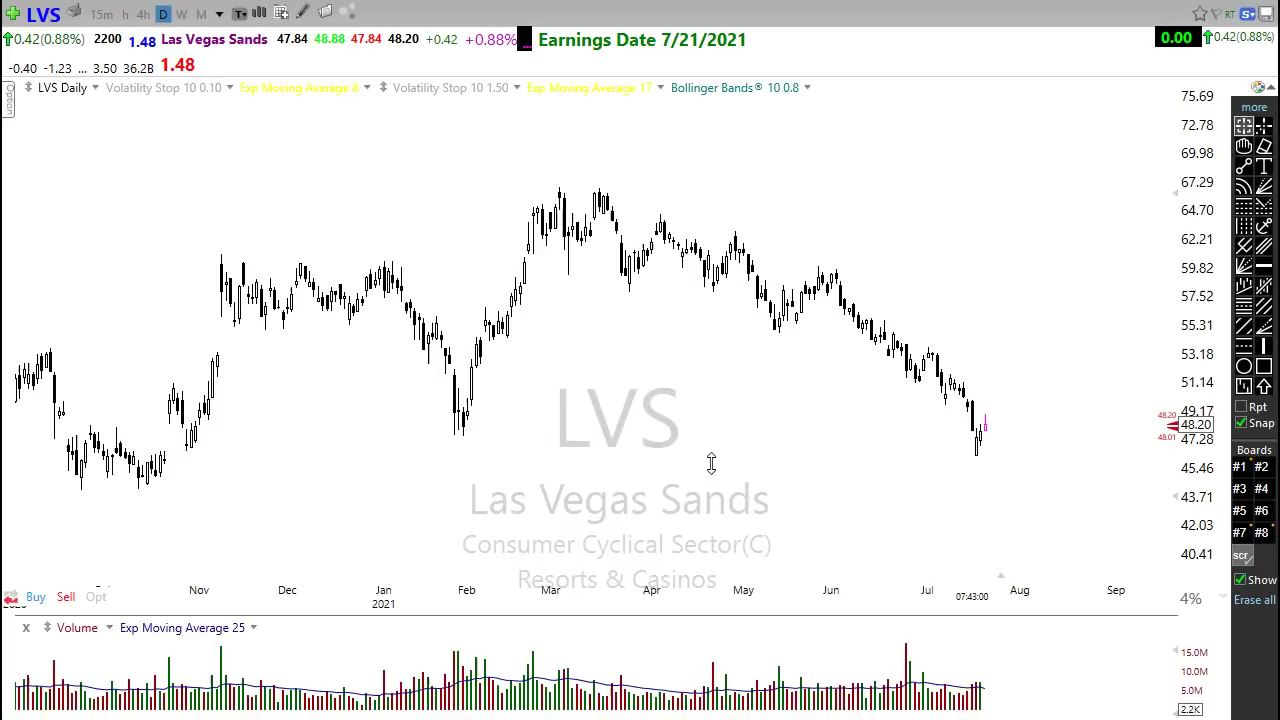 LVS 15m h 4h D W M T RT S
0.42(0.88%) 2200 1.48 Las Vegas Sands 47.84 48.88 47.84 48.20 +0.42 +0.88% ... Earnings Date 7/21/2021 0.00 0.42(0.88%)
-0.40 -1.23 ... 3.50 36.2B 1.48
Option
LVS Daily Volatility Stop 10 0.10 Exp Moving Average 8 Volatility Stop 10 1.50 Exp Moving Average 17 Bollinger Bands® 10 0.8
75.69
72.78
69.98
67.29
64.70
62.21
59.82
57.52
55.31
53.18
51.14
49.17
48.20
48.20
48.01
47.28
45.46
43.71
42.03
40.41
more
T
Rpt
Snap
Boards
#1 #2
#3 #4
#5 #6
#7 #8
scr
Show
Erase all
LVS
Las Vegas Sands
Consumer Cyclical Sector(C)
Resorts & Casinos
Nov Dec Jan Feb Mar Apr May Jun Jul Aug Sep
2021
07:43:00
Buy Sell Opt
4%
x Volume Exp Moving Average 25
15.0M
10.0M
5.0M
2.2K